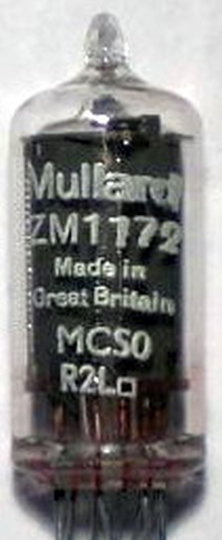 Mullard
ZM1172
Made in
Great Britain
MCS0
R2L□